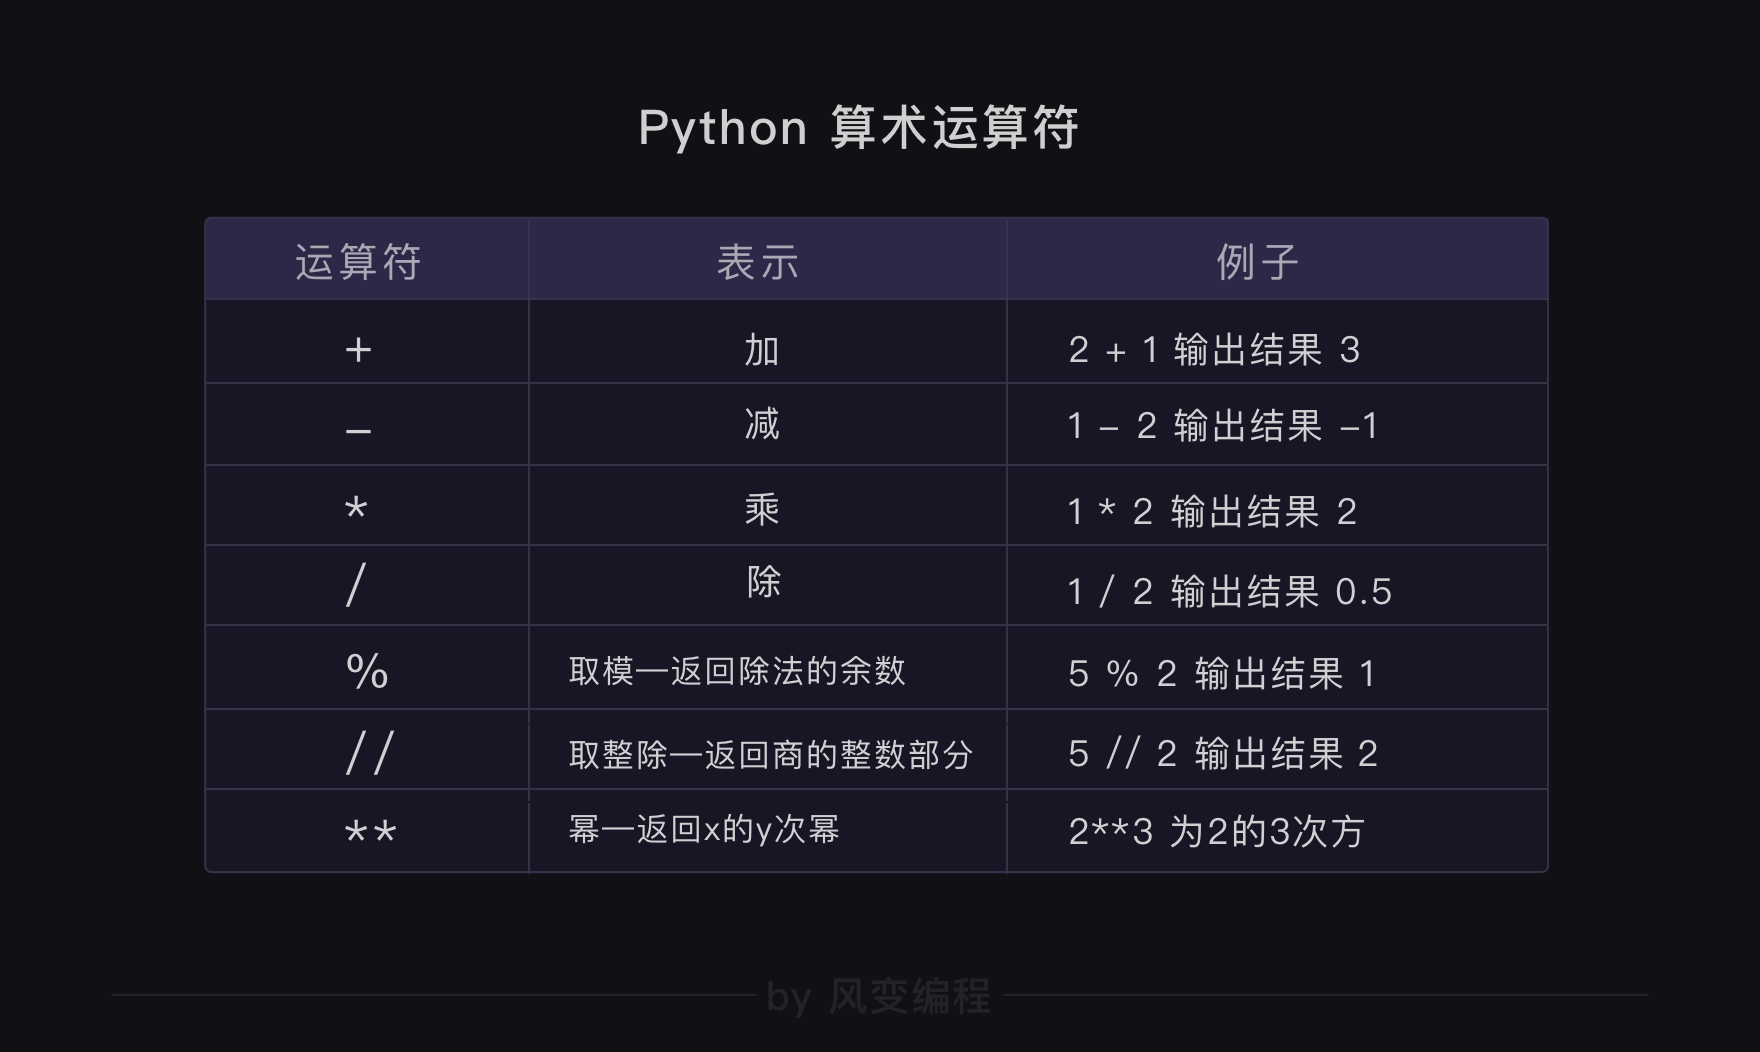 Python 算术运算符
运算符 表示 例子
+ 加 2 + 1 输出结果 3
– 减 1 – 2 输出结果 –1
* 乘 1 * 2 输出结果 2
/ 除 1 / 2 输出结果 0.5
% 取模—返回除法的余数 5 % 2 输出结果 1
// 取整除—返回商的整数部分 5 // 2 输出结果 2
** 幂—返回x的y次幂 2**3 为2的3次方
by 风变编程